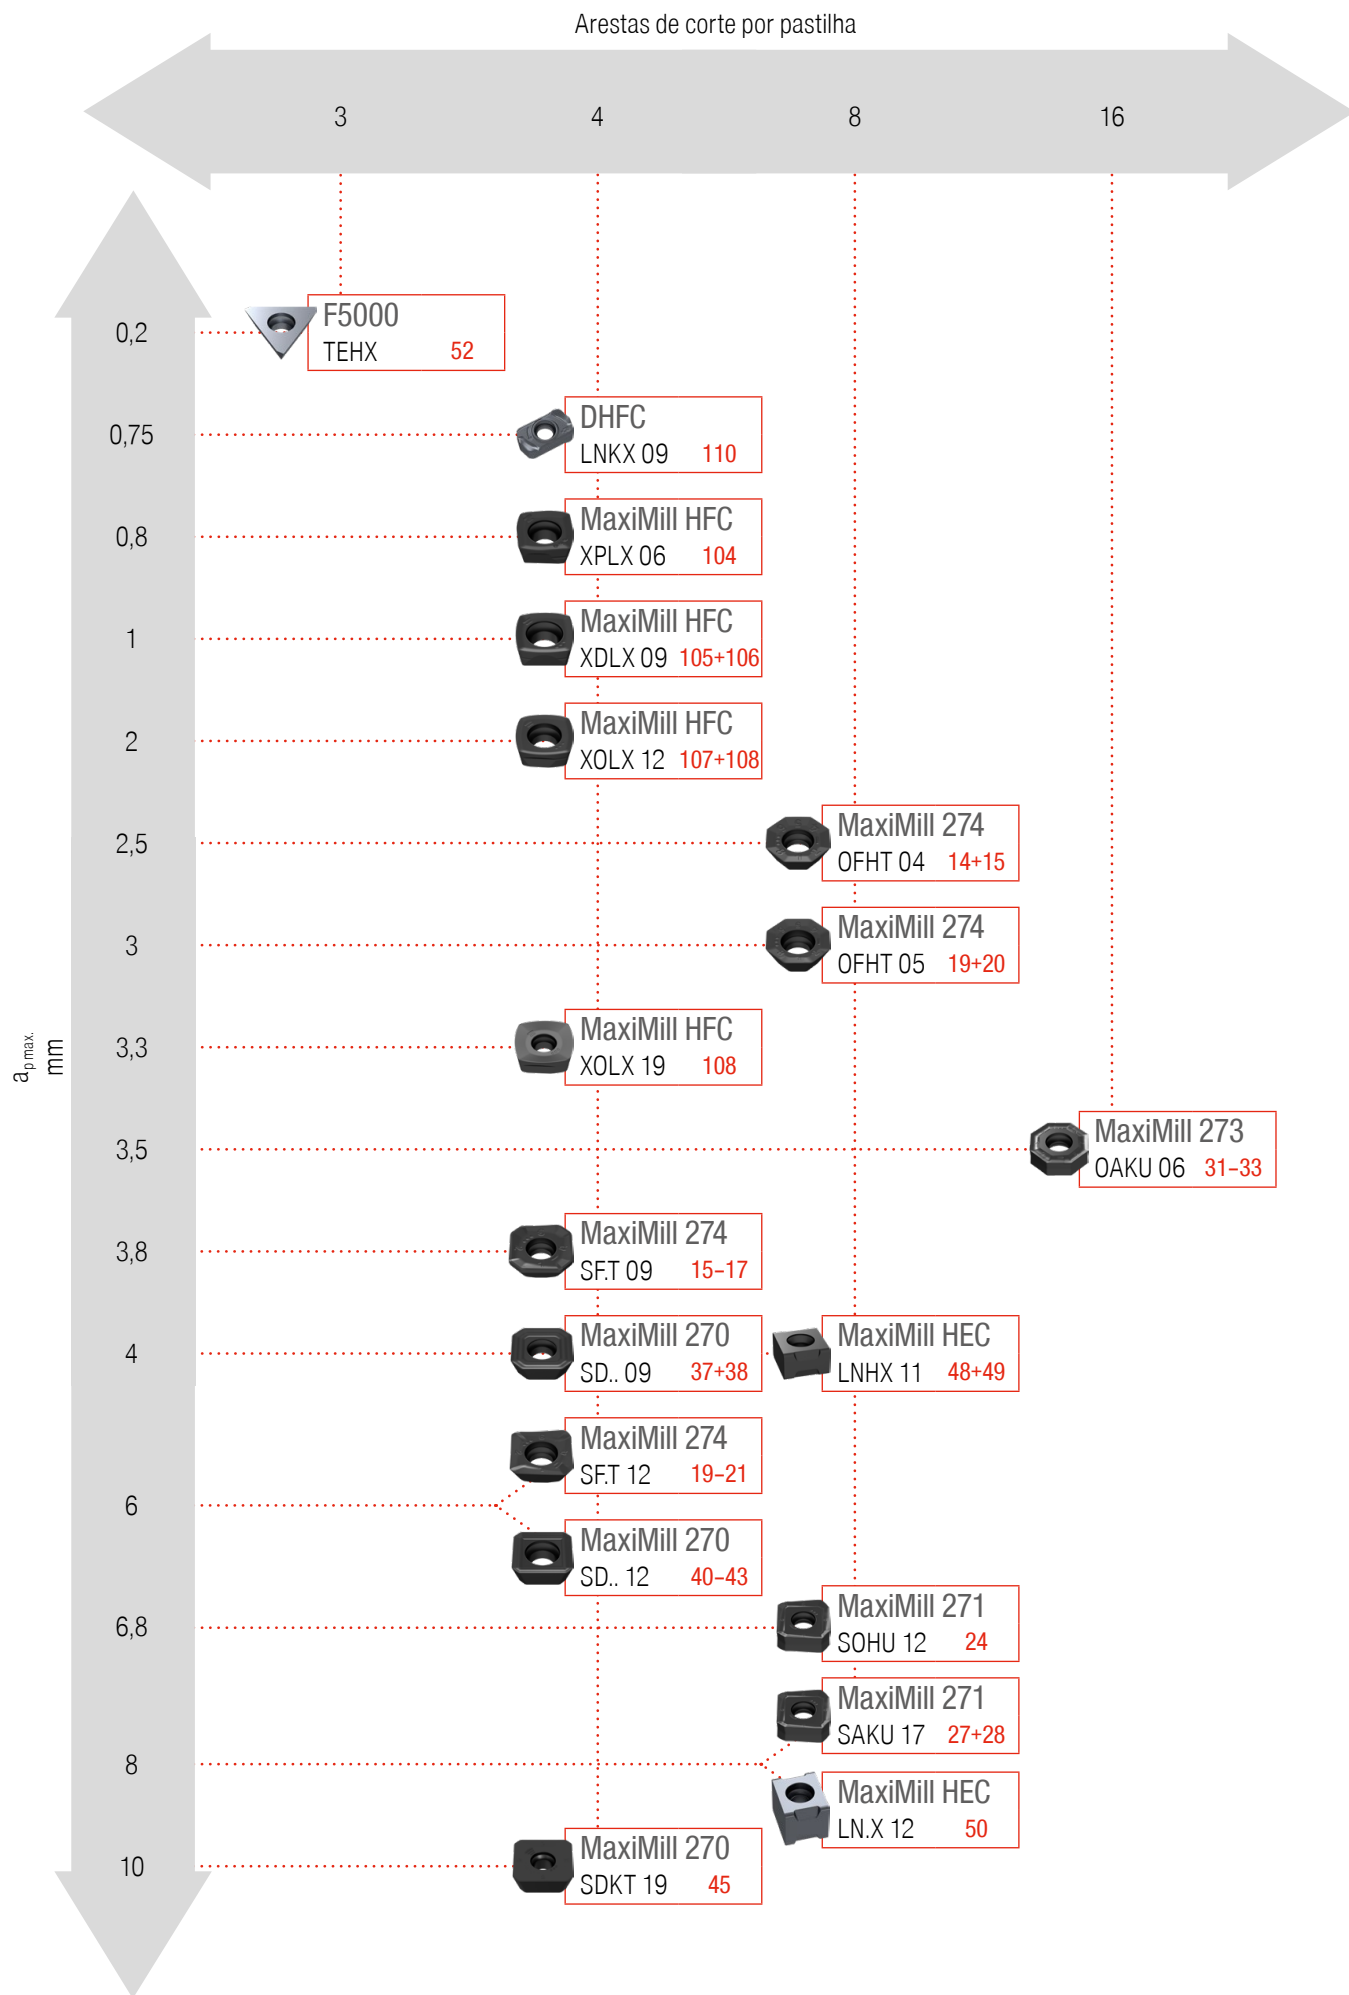 Arestas de corte por pastilha
3 4 8 16
0,2
F5000
TEHX 52
0,75
DHFC
LNKX 09 110
0,8
MaxiMill HFC
XPLX 06 104
1
MaxiMill HFC
XDLX 09 105+106
2
MaxiMill HFC
XOLX 12 107+108
2,5
MaxiMill 274
OFHT 04 14+15
3
MaxiMill 274
OFHT 05 19+20
ap max.
mm
3,3
MaxiMill HFC
XOLX 19 108
3,5
MaxiMill 273
OAKU 06 31–33
3,8
MaxiMill 274
SF.T 09 15–17
4
MaxiMill 270
SD.. 09 37+38
MaxiMill HEC
LNHX 11 48+49
6
MaxiMill 274
SF.T 12 19–21
MaxiMill 270
SD.. 12 40–43
6,8
MaxiMill 271
SOHU 12 24
8
MaxiMill 271
SAKU 17 27+28
MaxiMill HEC
LN.X 12 50
10
MaxiMill 270
SDKT 19 45